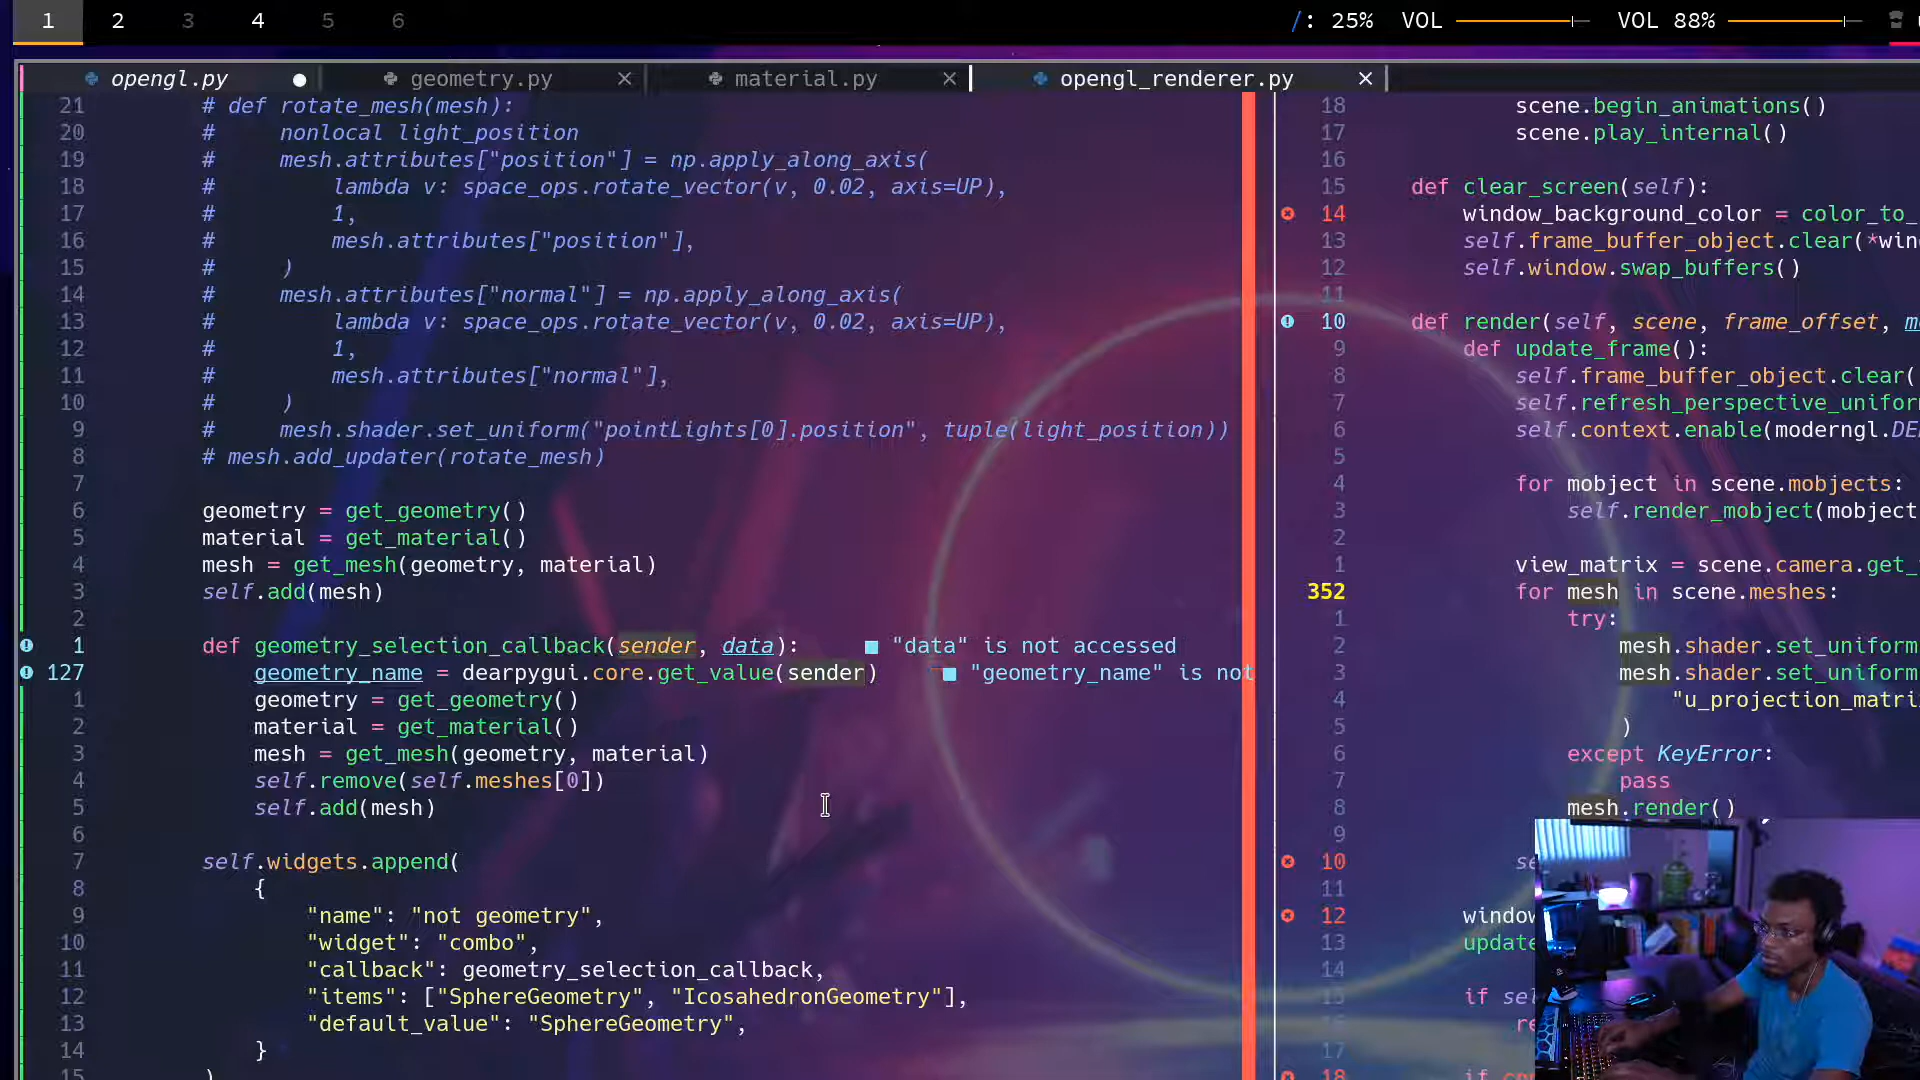 1 2 3 4 5 6 /: 25% VOL VOL 88%
opengl.py geometry.py material.py opengl_renderer.py
21 # def rotate_mesh(mesh):
20 # nonlocal light_position
19 # mesh.attributes["position"] = np.apply_along_axis(
18 # lambda v: space_ops.rotate_vector(v, 0.02, axis=UP),
17 # 1,
16 # mesh.attributes["position"],
15 # )
14 # mesh.attributes["normal"] = np.apply_along_axis(
13 # lambda v: space_ops.rotate_vector(v, 0.02, axis=UP),
12 # 1,
11 # mesh.attributes["normal"],
10 # )
9 # mesh.shader.set_uniform("pointLights[0].position", tuple(light_position))
8 # mesh.add_updater(rotate_mesh)
7
6 geometry = get_geometry()
5 material = get_material()
4 mesh = get_mesh(geometry, material)
3 self.add(mesh)
2
1 def geometry_selection_callback(sender, data): "data" is not accessed
127 geometry_name = dearpygui.core.get_value(sender) "geometry_name" is not
1 geometry = get_geometry()
2 material = get_material()
3 mesh = get_mesh(geometry, material)
4 self.remove(self.meshes[0])
5 self.add(mesh)
6
7 self.widgets.append(
8 {
9 "name": "not geometry",
10 "widget": "combo",
11 "callback": geometry_selection_callback,
12 "items": ["SphereGeometry", "IcosahedronGeometry"],
13 "default_value": "SphereGeometry",
14 }
15 )
18 scene.begin_animations()
17 scene.play_internal()
16
15 def clear_screen(self):
14 window_background_color = color_to_
13 self.frame_buffer_object.clear(*win
12 self.window.swap_buffers()
11
10 def render(self, scene, frame_offset, m
9 def update_frame():
8 self.frame_buffer_object.clear(
7 self.refresh_perspective_uniform
6 self.context.enable(moderngl.DE
5
4 for mobject in scene.mobjects:
3 self.render_mobject(mobject
2
1 view_matrix = scene.camera.get_
352 for mesh in scene.meshes:
1 try:
2 mesh.shader.set_uniform
3 mesh.shader.set_uniform
4 "u_projection_matri
5 )
6 except KeyError:
7 pass
8 mesh.render()
9
10 se
11
12 window
13 update
14
if sel
re
17
18